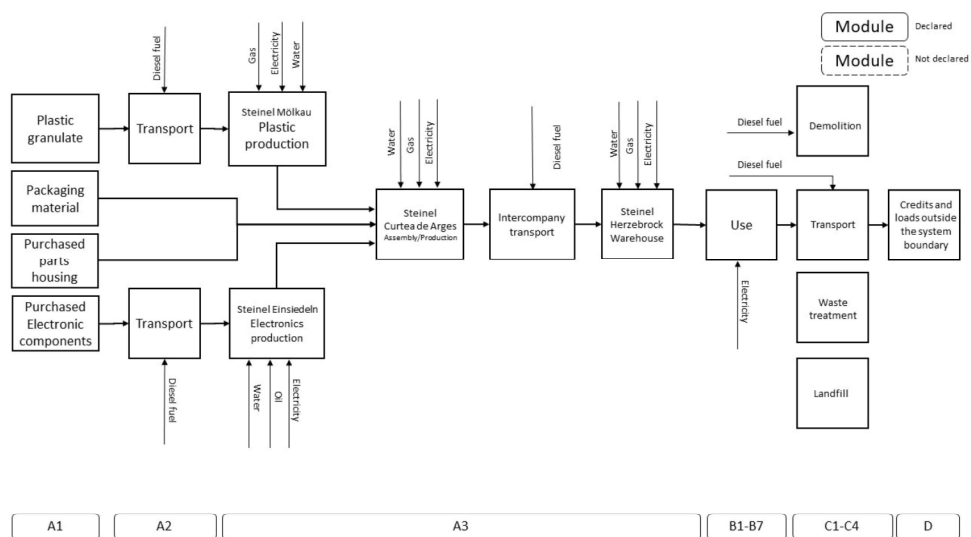 Module
Declared
Module
Not declared
Diesel fuel
Gas
Electricity
Water
Plastic
granulate
Transport
Steinel Mölkau
Plastic
production
Diesel fuel
Demolition
Packaging
material
Purchased
parts
housing
Water
Gas
Electricity
Steinel
Curtea de Arges
Assembly/Production
Diesel fuel
Intercompany
transport
Water
Gas
Electricity
Steinel
Herzebrock
Warehouse
Diesel fuel
Use
Transport
Credits and
loads outside
the system
boundary
Purchased
Electronic
components
Transport
Steinel Einsiedeln
Electronics
production
Electricity
Waste
treatment
Diesel fuel
Water
Oil
Electricity
Landfill
A1
A2
A3
B1-B7
C1-C4
D